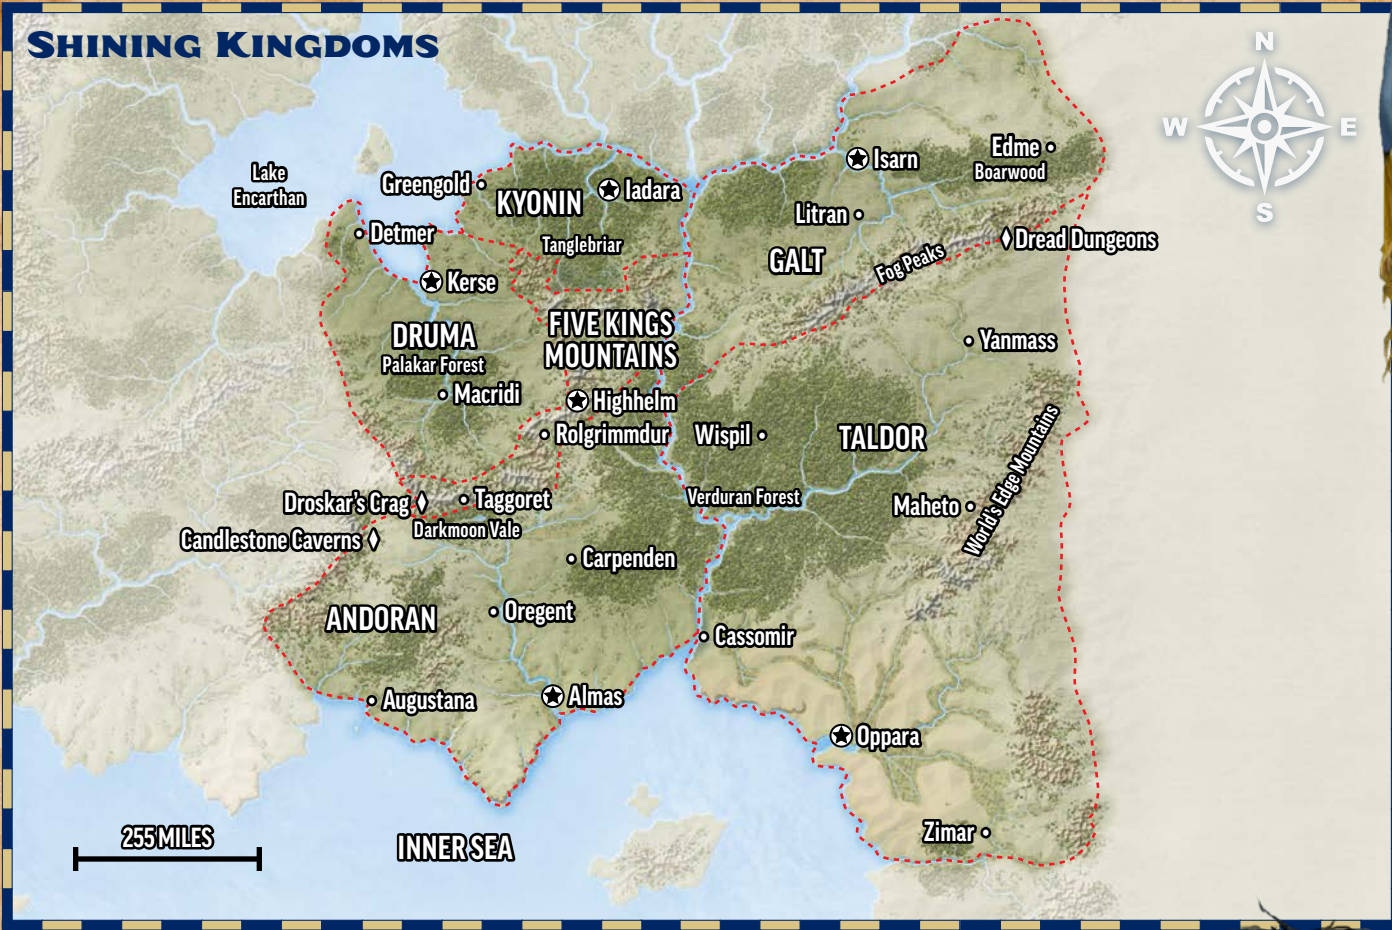 SHINING KINGDOMS
N
W
E
S
Lake
Encarthan
Greengold
KYONIN
Iadara
Isarn
Edme
Boarwood
Litran
Detmer
Tanglebriar
GALT
Fog Peaks
Dread Dungeons
Kerse
DRUMA
Palakar Forest
FIVE KINGS
MOUNTAINS
Yanmass
Macridi
Highhelm
Rolgrimmdur
Wispil
TALDOR
World's Edge Mountains
Droskar's Crag
Taggoret
Verduran Forest
Maheto
Candlestone Caverns
Darkmoon Vale
Carpenden
ANDORAN
Oregent
Cassomir
Augustana
Almas
Oppara
255 MILES
INNER SEA
Zimar